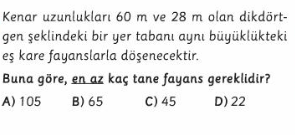 Kenar uzunlukları 60 m ve 28 m olan dikdört-
gen şeklindeki bir yer tabanı aynı büyüklükteki
eş kare fayanslarla döşenecektir.
Buna göre, en az kaç tane fayans gereklidir?
A) 105 B) 65 C) 45 D) 22